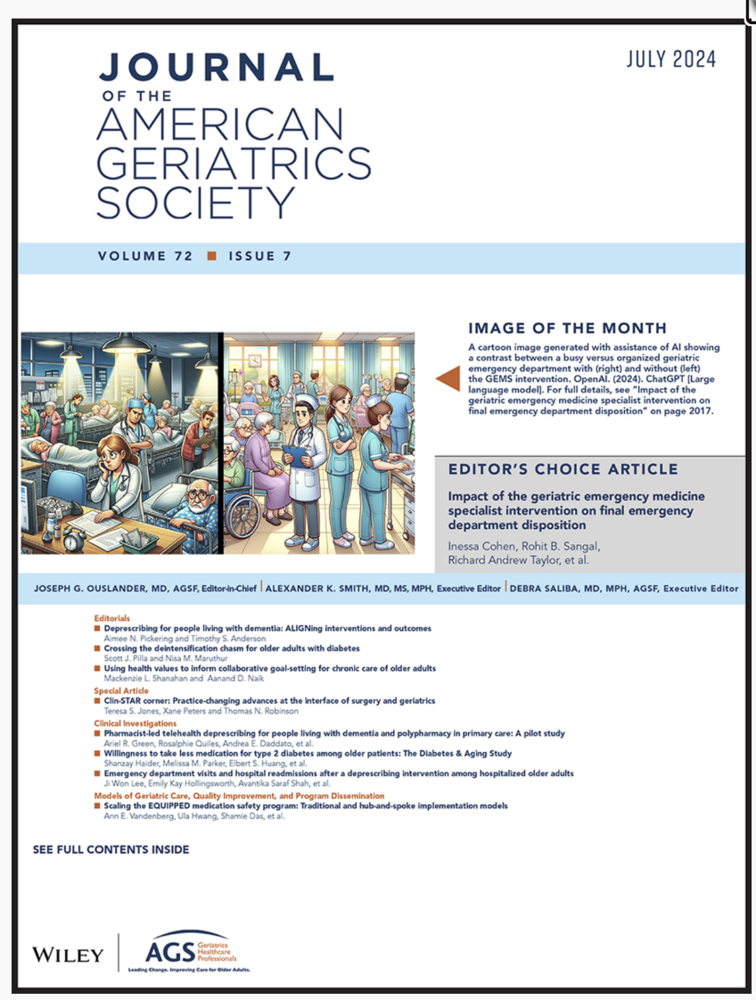 JOURNAL
OF THE
AMERICAN
GERIATRICS
SOCIETY
JULY 2024
VOLUME 72 ■ ISSUE 7
IMAGE OF THE MONTH
A cartoon image generated with assistance of AI showing
a contrast between a busy versus organized geriatric
emergency department with (right) and without (left)
the GEMS intervention. OpenAI. (2024). ChatGPT [Large
language model]. For full details, see “Impact of the
geriatric emergency medicine specialist intervention on
final emergency department disposition” on page 2017.
EDITOR’S CHOICE ARTICLE
Impact of the geriatric emergency medicine
specialist intervention on final emergency
department disposition
Inessa Cohen, Rohit B. Sangal,
Richard Andrew Taylor, et al.
JOSEPH G. OUSLANDER, MD, AGSF, Editor-in-Chief | ALEXANDER K. SMITH, MD, MS, MPH, Executive Editor | DEBRA SALIBA, MD, MPH, AGSF, Executive Editor
Editorials
■ Deprescribing for people living with dementia: ALIGNing interventions and outcomes
Aimee N. Pickering and Timothy S. Anderson
■ Crossing the deintensification chasm for older adults with diabetes
Scott J. Pilla and Nisa M. Maruthur
■ Using health values to inform collaborative goal-setting for chronic care of older adults
Mackenzie L. Shanahan and Aanand D. Naik
Special Article
■ Clin-STAR corner: Practice-changing advances at the interface of surgery and geriatrics
Teresa S. Jones, Xane Peters and Thomas N. Robinson
Clinical Investigations
■ Pharmacist-led telehealth deprescribing for people living with dementia and polypharmacy in primary care: A pilot study
Ariel R. Green, Rosalphie Quiles, Andrea E. Daddato, et al.
■ Willingness to take less medication for type 2 diabetes among older patients: The Diabetes & Aging Study
Shanzay Haider, Melissa M. Parker, Elbert S. Huang, et al.
■ Emergency department visits and hospital readmissions after a deprescribing intervention among hospitalized older adults
Ji Won Lee, Emily Kay Hollingsworth, Avantika Saraf Shah, et al.
Models of Geriatric Care, Quality Improvement, and Program Dissemination
■ Scaling the EQUIPPED medication safety program: Traditional and hub-and-spoke implementation models
Ann E. Vandenberg, Ula Hwang, Shamie Das, et al.
SEE FULL CONTENTS INSIDE
WILEY
AGS
Geriatrics
Healthcare
Professionals
Leading Change. Improving Care for Older Adults.